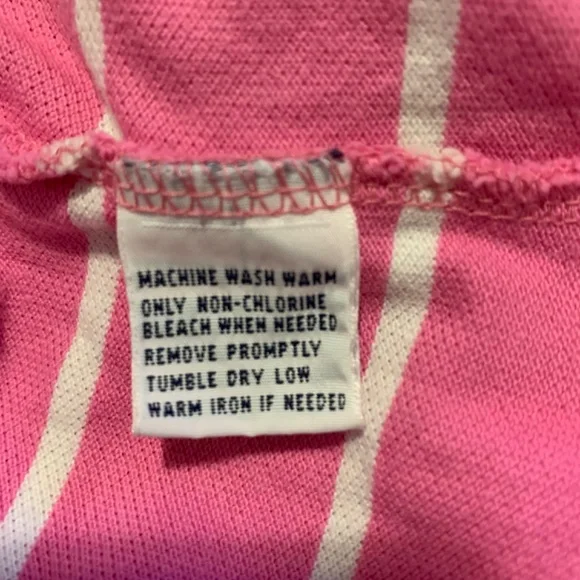 MACHINE WASH WARM
ONLY NON-CHLORINE
BLEACH WHEN NEEDED
REMOVE PROMPTLY
TUMBLE DRY LOW
WARM IRON IF NEEDED